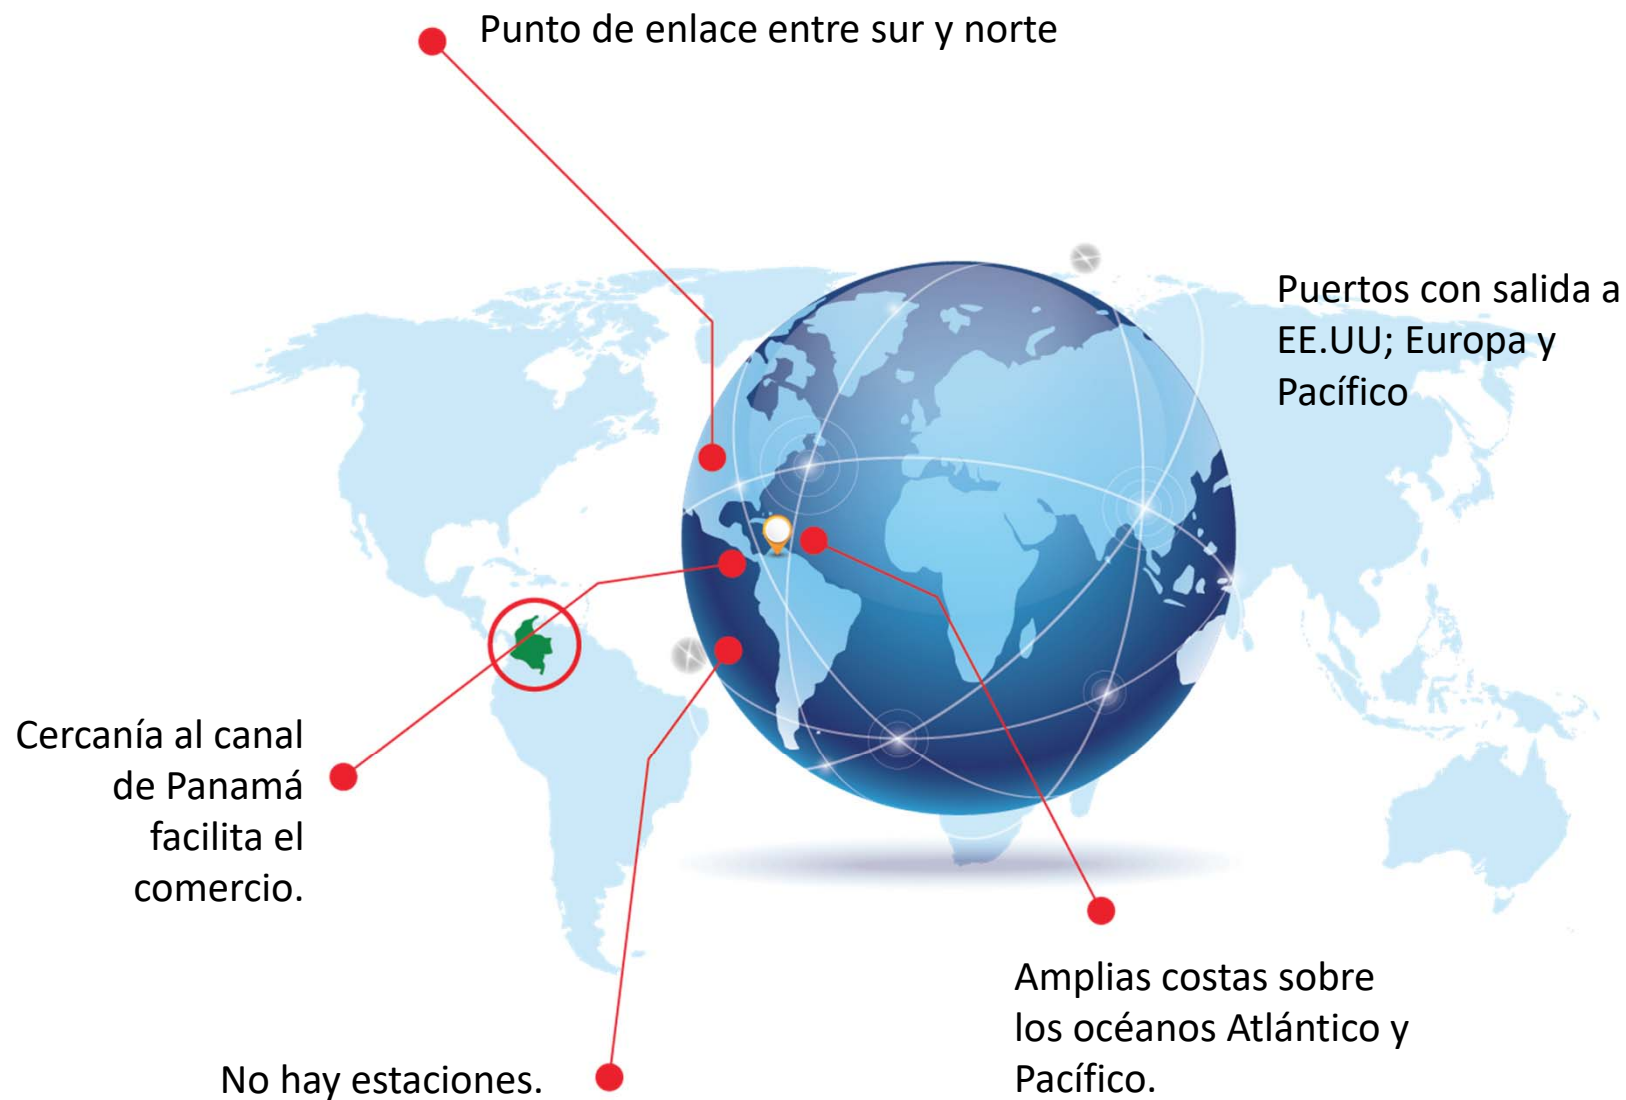 Punto de enlace entre sur y norte
Puertos con salida a
EE.UU; Europa y
Pacífico
Cercanía al canal
de Panamá
facilita el
comercio.
Amplias costas sobre
los océanos Atlántico y
Pacífico.
No hay estaciones.